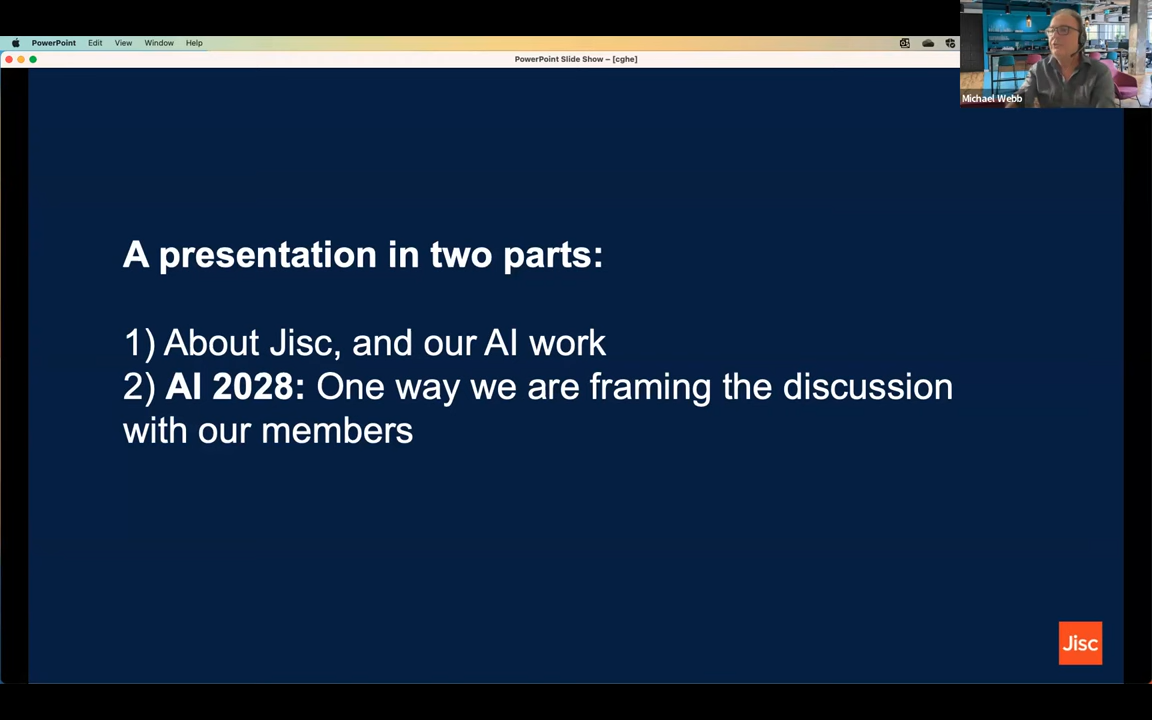 PowerPoint Edit View Window Help
PowerPoint Slide Show – [cghe]
Michael Webb
A presentation in two parts:
1) About Jisc, and our AI work
2) AI 2028: One way we are framing the discussion
with our members
Jisc